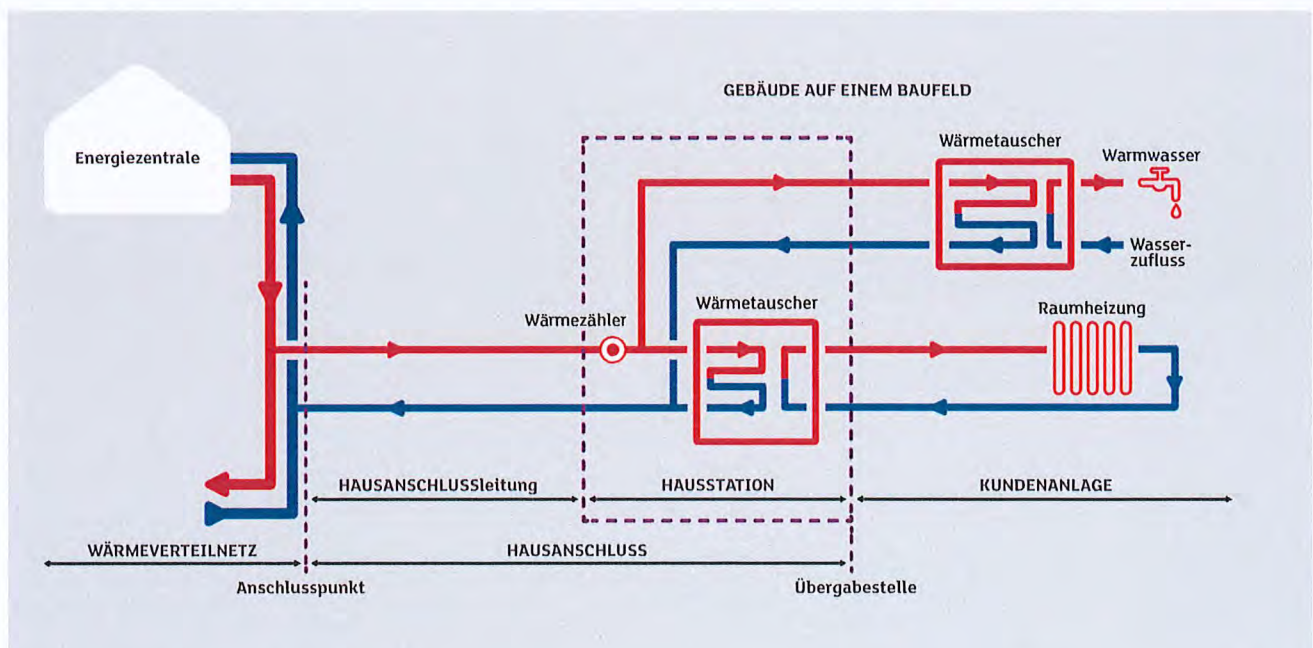 GEBÄUDE AUF EINEM BAUFELD
Energiezentrale
Wärmetauscher
Warmwasser
Wasser-
zufluss
Wärmezähler
Wärmetauscher
Raumheizung
HAUSANSCHLUSSleitung
HAUSSTATION
KUNDENANLAGE
WÄRMEVERTEILNETZ
HAUSANSCHLUSS
Anschlusspunkt
Übergabestelle